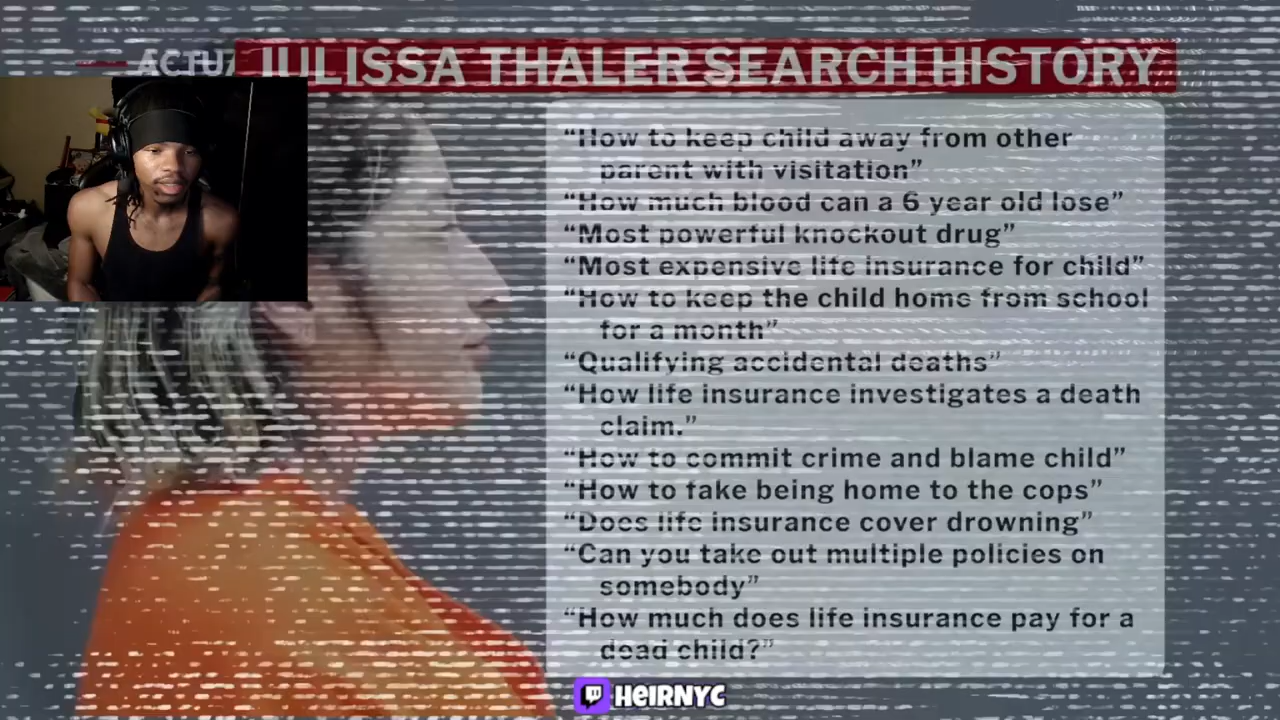 ACTUA
JULISSA THALER SEARCH HISTORY
“How to keep child away from other
parent with visitation”
“How much blood can a 6 year old lose”
“Most powerful knockout drug”
“Most expensive life insurance for child”
“How to keep the child home from school
for a month”
“Qualifying accidental deaths”
“How life insurance investigates a death
claim.”
“How to commit crime and blame child”
“How to fake being home to the cops”
“Does life insurance cover drowning”
“Can you take out multiple policies on
somebody”
“How much does life insurance pay for a
dead child?”
HEIRNYC